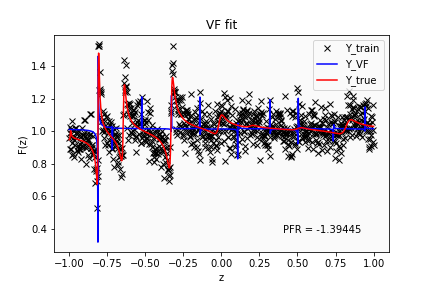 VF fit
Y_train
Y_VF
Y_true
1.4
1.2
1.0
0.8
0.6
0.4
F(z)
PFR = -1.39445
−1.00 −0.75 −0.50 −0.25 0.00 0.25 0.50 0.75 1.00
z